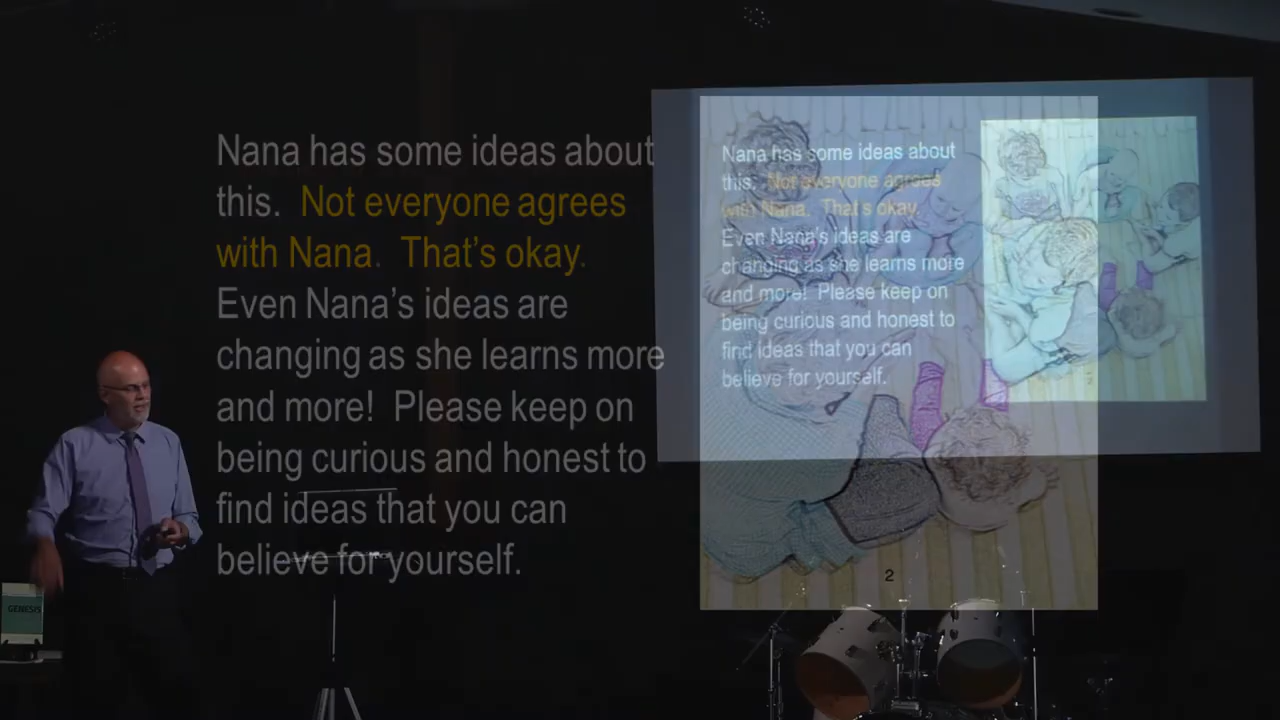 Nana has some ideas about
this. Not everyone agrees
with Nana. That's okay.
Even Nana's ideas are
changing as she learns more
and more! Please keep on
being curious and honest to
find ideas that you can
believe for yourself.
Nana has some ideas about
this. Not everyone agrees
with Nana. That's okay.
Even Nana's ideas are
changing as she learns more
and more! Please keep on
being curious and honest to
find ideas that you can
believe for yourself.
2
GENESIS